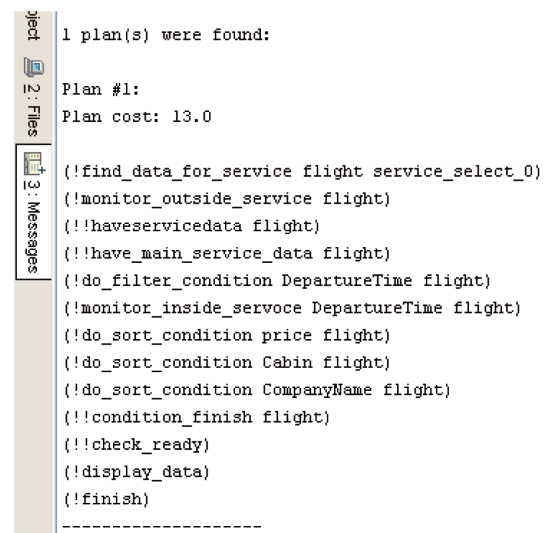 ject
2 : Files
3 : Messages
1 plan(s) were found:
Plan #1:
Plan cost: 13.0
(!find_data_for_service flight service_select_0)
(!monitor_outside_service flight)
(!!haveservicedata flight)
(!!have_main_service_data flight)
(!do_filter_condition DepartureTime flight)
(!monitor_inside_servoce DepartureTime flight)
(!do_sort_condition price flight)
(!do_sort_condition Cabin flight)
(!do_sort_condition CompanyName flight)
(!!condition_finish flight)
(!!check_ready)
(!display_data)
(!finish)
--------------------